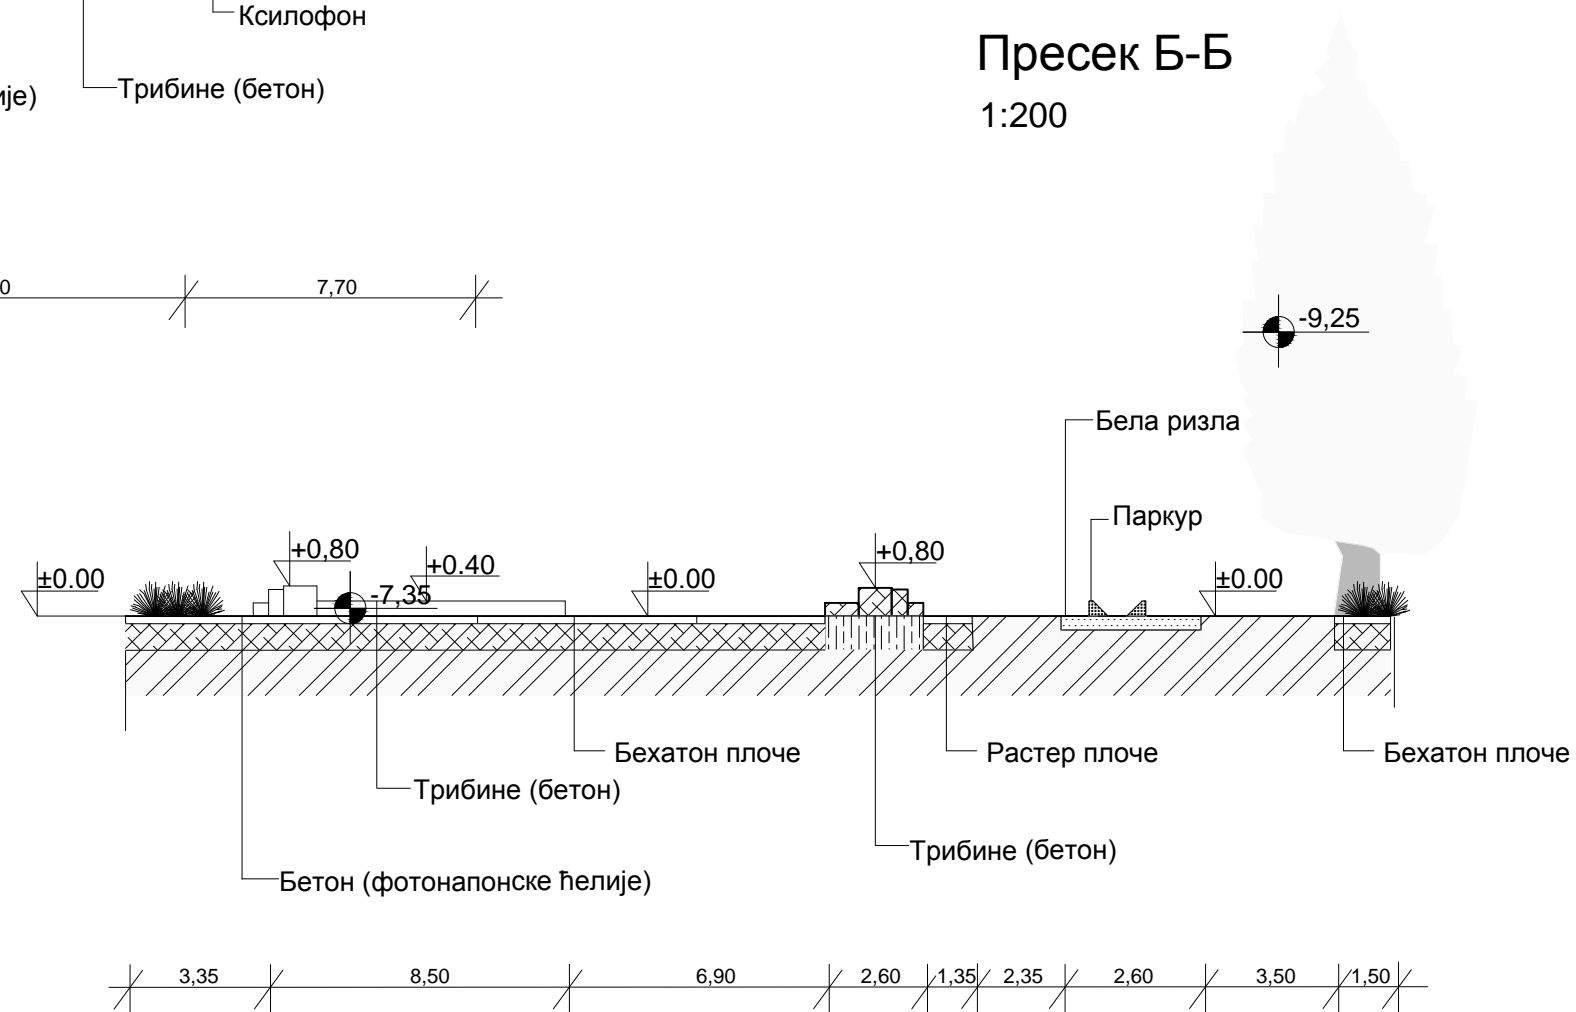 Ксилофон
Трибине (бетон)
ије)
Пресек Б-Б
1:200
0
7,70
-9,25
Бела ризла
Паркур
±0.00
+0,80
-7,35
+0.40
±0.00
+0,80
±0.00
Бехатон плоче
Растер плоче
Бехатон плоче
Трибине (бетон)
Трибине (бетон)
Бетон (фотонапонске ћелије)
3,35
8,50
6,90
2,60
1,35
2,35
2,60
3,50
1,50